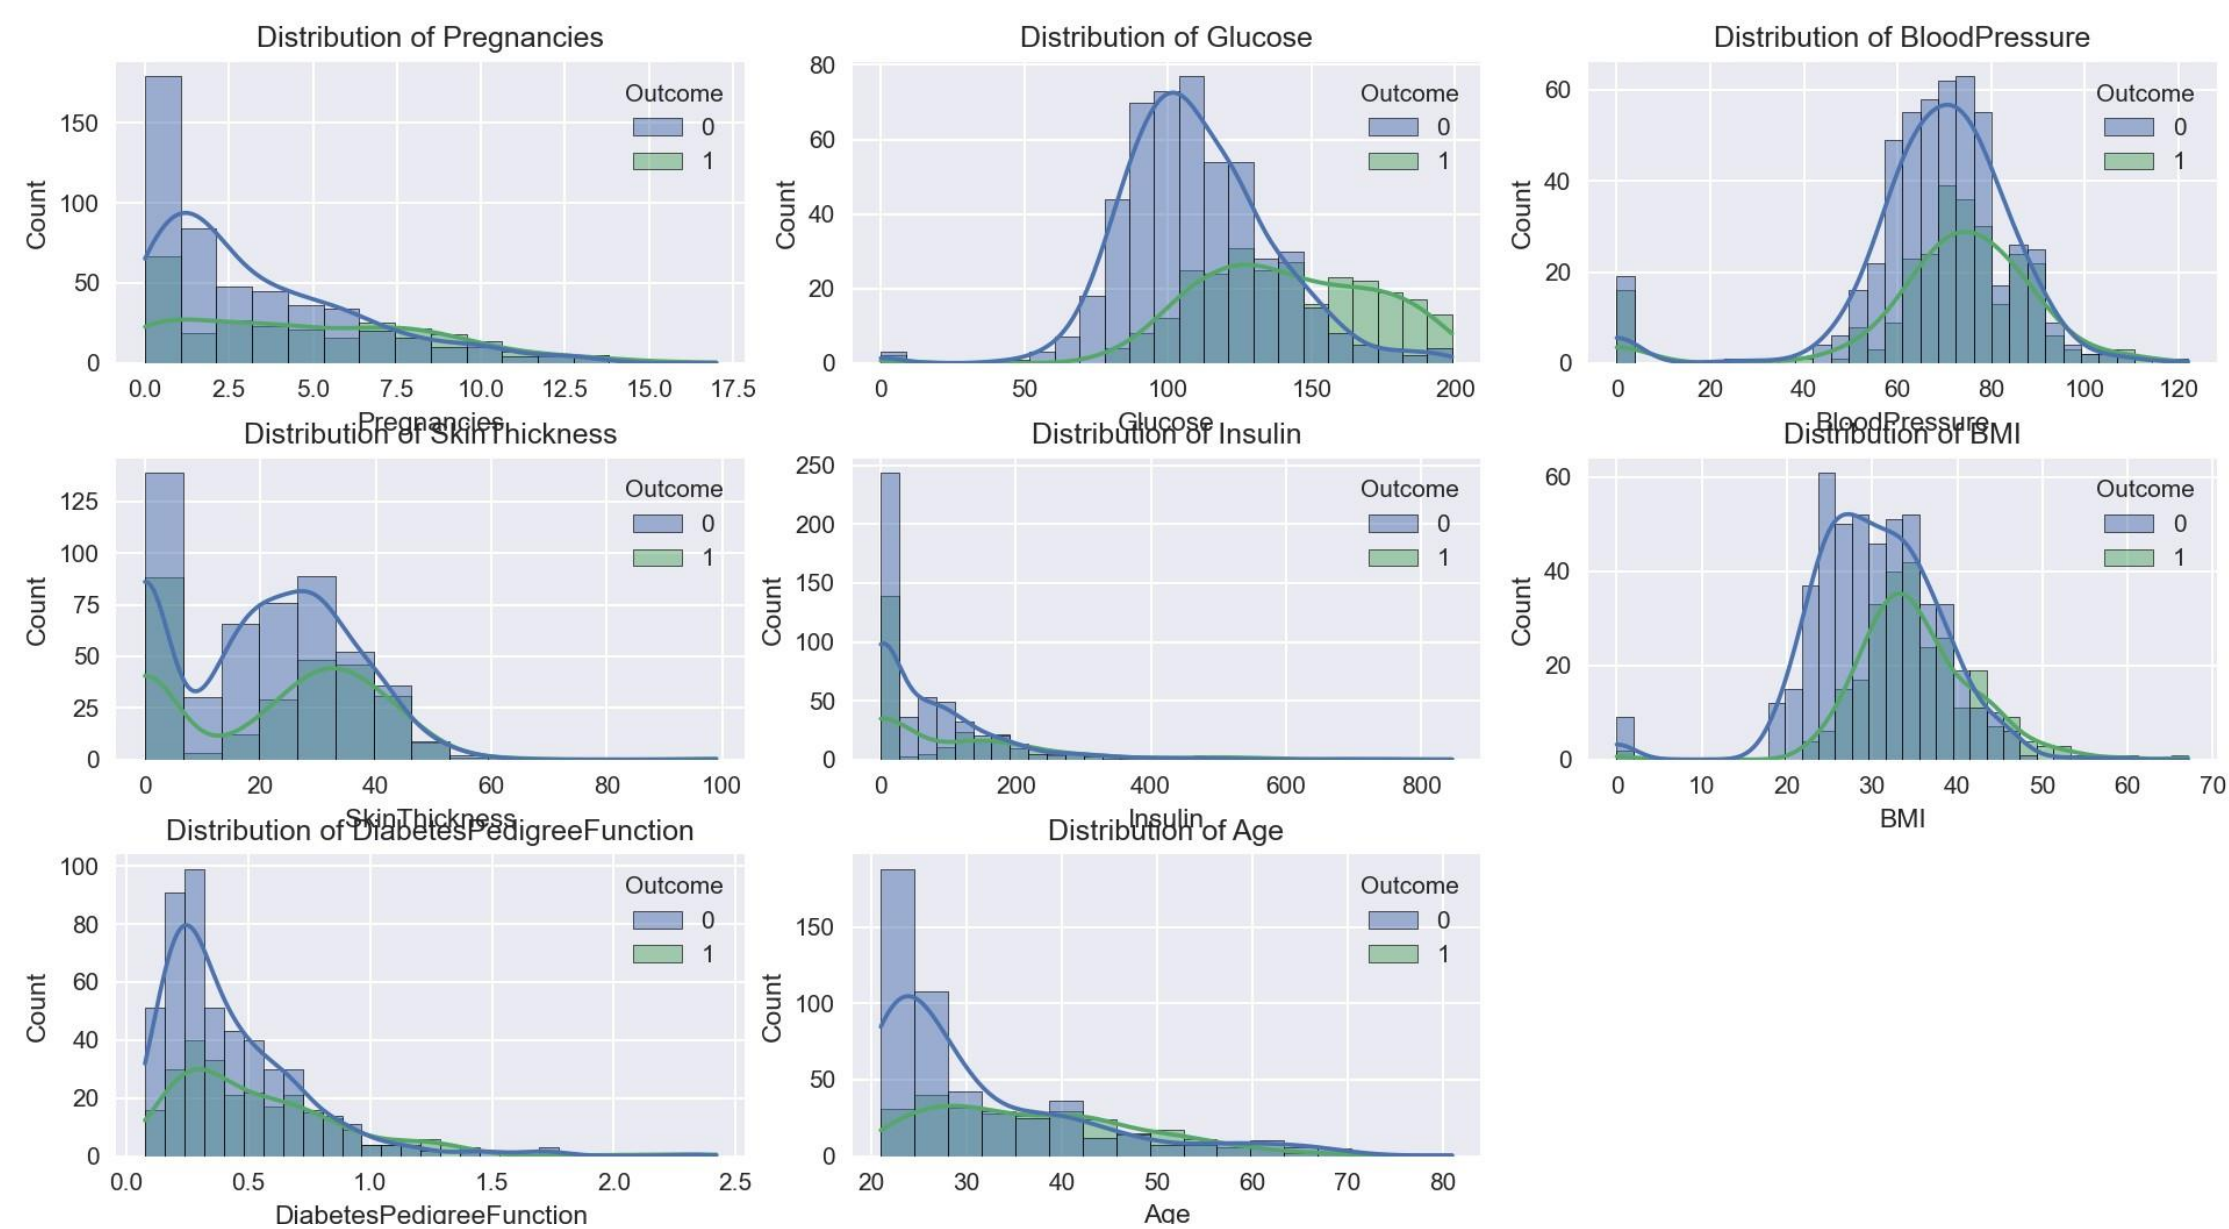 Distribution of Pregnancies
Count
150
100
50
0
0.0 2.5 5.0 7.5 10.0 12.5 15.0 17.5
Pregnancies
Outcome
0
1
Distribution of Glucose
Count
80
60
40
20
0
0 50 100 150 200
Glucose
Outcome
0
1
Distribution of BloodPressure
Count
60
40
20
0
0 20 40 60 80 100 120
BloodPressure
Outcome
0
1
Distribution of SkinThickness
Count
125
100
75
50
25
0
0 20 40 60 80 100
SkinThickness
Outcome
0
1
Distribution of Insulin
Count
250
200
150
100
50
0
0 200 400 600 800
Insulin
Outcome
0
1
Distribution of BMI
Count
60
40
20
0
0 10 20 30 40 50 60 70
BMI
Outcome
0
1
Distribution of DiabetesPedigreeFunction
Count
100
80
60
40
20
0
0.0 0.5 1.0 1.5 2.0 2.5
DiabetesPedigreeFunction
Outcome
0
1
Distribution of Age
Count
150
100
50
0
20 30 40 50 60 70 80
Age
Outcome
0
1